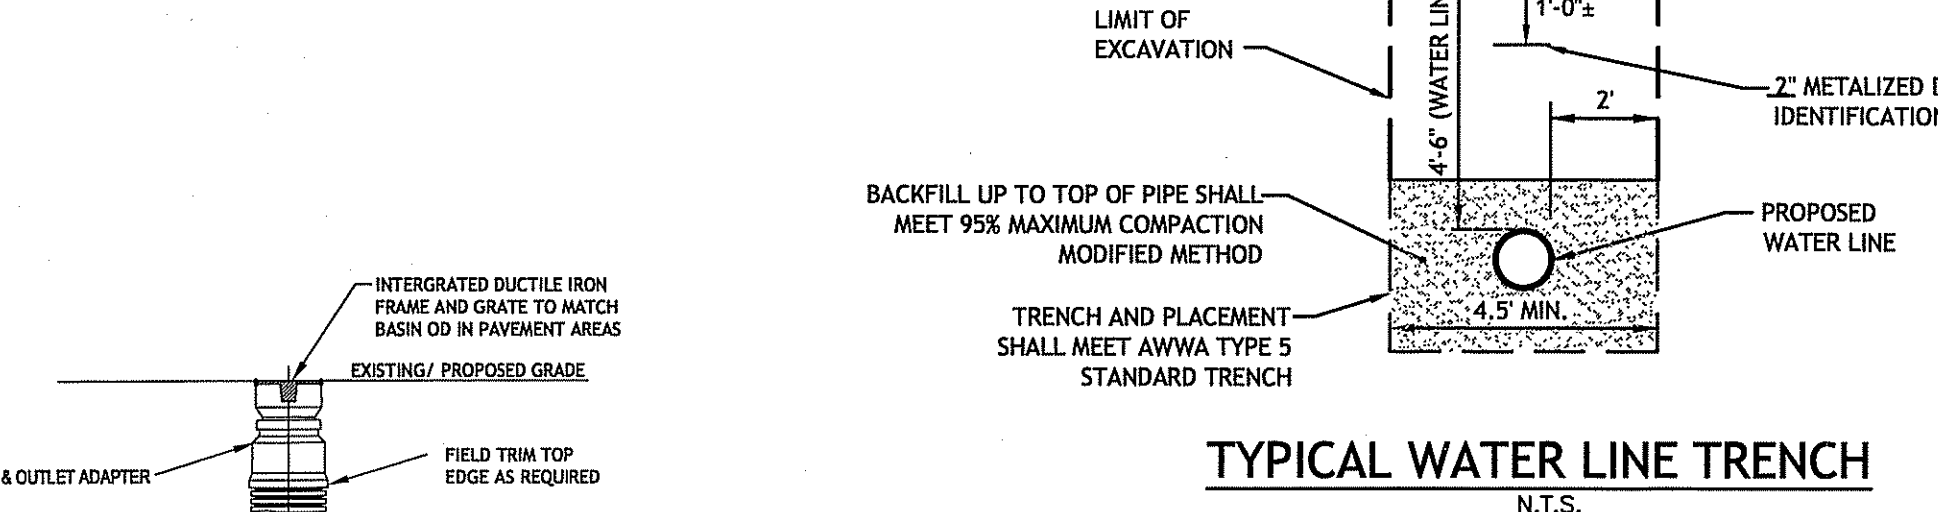 LIMIT OF
EXCAVATION
1'-0"±
4'-6" (WATER
2" METALIZED
2'
BACKFILL UP TO TOP OF PIPE SHALL
MEET 95% MAXIMUM COMPACTION
MODIFIED METHOD
PROPOSED
WATER LINE
TRENCH AND PLACEMENT
SHALL MEET AWWA TYPE 5
STANDARD TRENCH
4.5' MIN.
TYPICAL WATER LINE TRENCH
N.T.S.
INTERGRATED DUCTILE IRON
FRAME AND GRATE TO MATCH
BASIN OD IN PAVEMENT AREAS
EXISTING/ PROPOSED GRADE
& OUTLET ADAPTER
FIELD TRIM TOP
EDGE AS REQUIRED